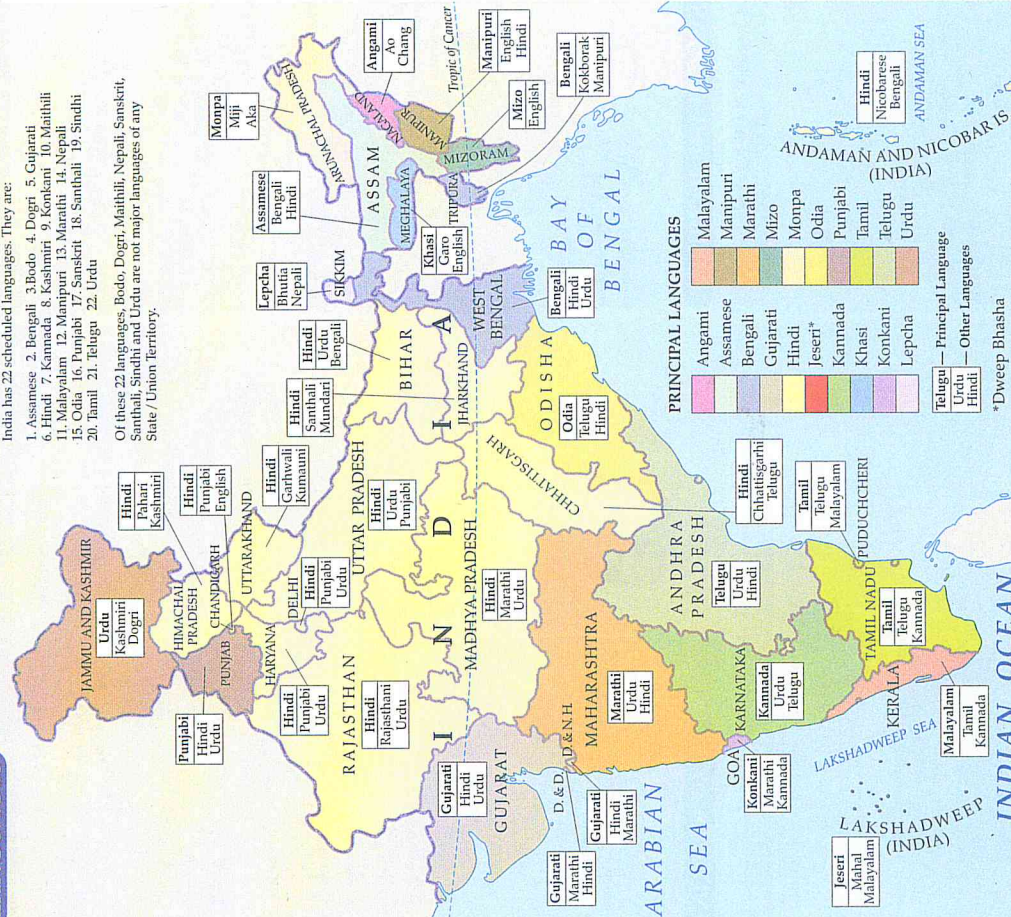 India has 22 scheduled languages. They are:
1. Assamese 2. Bengali 3.Bodo 4. Dogri 5. Gujarati
6. Hindi 7. Kannada 8. Kashmiri 9. Konkani 10. Maithili
11. Malayalam 12. Manipuri 13. Marathi 14. Nepali
15. Odia 16. Punjabi 17. Sanskrit 18. Santhali 19. Sindhi
20. Tamil 21. Telugu 22. Urdu
Of these 22 languages, Bodo, Dogri, Maithili, Nepali, Sanskrit,
Santhali, Sindhi and Urdu are not major languages of any
State / Union Territory.
JAMMU AND KASHMIR
Urdu
Kashmiri
Dogri
Hindi
Pahari
Kashmiri
HIMACHAL
PRADESH
Hindi
Punjabi
English
CHANDIGARH
Punjabi
Hindi
Urdu
PUNJAB
Hindi
Garhwali
Kumauni
UTTARAKHAND
HARYANA
Hindi
Punjabi
Urdu
DELHI
Hindi
Punjabi
Urdu
RAJASTHAN
Hindi
Rajasthani
Urdu
UTTAR PRADESH
Hindi
Urdu
Punjabi
Hindi
Urdu
Bengali
BIHAR
Hindi
Santhali
Mundari
JHARKHAND
Lepcha
Bhutia
Nepali
SIKKIM
Assamese
Bengali
Hindi
ASSAM
Monpa
Miji
Aka
ARUNACHAL PRADESH
Angami
Ao
Chang
NAGALAND
Manipuri
English
Hindi
MANIPUR
Mizo
English
MIZORAM
Bengali
Kokborak
Manipuri
TRIPURA
Khasi
Garo
English
MEGHALAYA
Tropic of Cancer
WEST
BENGAL
Bengali
Hindi
Urdu
I N D I A
MADHYA PRADESH
Hindi
Marathi
Urdu
CHHATTISGARH
Hindi
Chhattisgarhi
Telugu
ODISHA
Odia
Telugu
Hindi
Gujarati
Hindi
Urdu
GUJARAT
D. & D.
D. & N.H.
Gujarati
Marathi
Hindi
Gujarati
Hindi
Marathi
MAHARASHTRA
Marathi
Urdu
Hindi
ANDHRA
PRADESH
Telugu
Urdu
Hindi
GOA
Konkani
Marathi
Kannada
KARNATAKA
Kannada
Urdu
Telugu
TAMIL NADU
Tamil
Telugu
Kannada
PUDUCHCHERI
Tamil
Telugu
Malayalam
KERALA
Malayalam
Tamil
Kannada
LAKSHADWEEP SEA
LAKSHADWEEP
(INDIA)
Jeseri
Mahal
Malayalam
ARABIAN
SEA
BAY
OF
BENGAL
INDIAN OCEAN
ANDAMAN SEA
ANDAMAN AND NICOBAR IS
(INDIA)
Hindi
Nicobarese
Bengali
PRINCIPAL LANGUAGES
Angami
Assamese
Bengali
Gujarati
Hindi
Jeseri*
Kannada
Khasi
Konkani
Lepcha
Malayalam
Manipuri
Marathi
Mizo
Monpa
Odia
Punjabi
Tamil
Telugu
Urdu
Telugu — Principal Language
Urdu
Hindi — Other Languages
*Dweep Bhasha